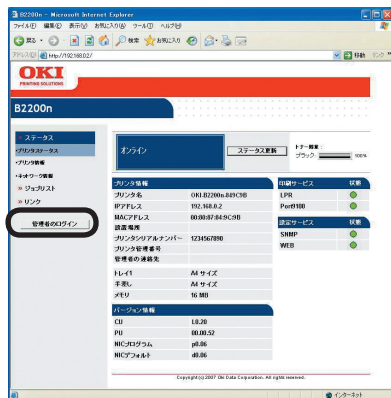 B2200n - Microsoft Internet Explorer
ファイル(F) 編集(E) 表示(V) お気に入り(A) ツール(T) ヘルプ(H)
戻る 検索 お気に入り
アドレス(D) http://192.168.0.2/ 移動 リンク
OKI
PRINTING SOLUTIONS
B2200n
ステータス
プリンタステータス
プリンタ情報
ネットワーク情報
ジョブリスト
リンク
管理者のログイン
オンライン
ステータス更新
トナー残量:
ブラック: 100%
プリンタ情報
プリンタ名 OKI-B2200n-849C9B
IPアドレス 192.168.0.2
MACアドレス 00:80:87:84:9C:9B
設置場所
プリンタシリアルナンバー 1234567890
プリンタ管理番号
管理者の連絡先
トレイ1 A4 サイズ
手差し A4 サイズ
メモリ 16 MB
バージョン情報
CU 1.0.20
PU 00.00.52
NICプログラム p0.06
NICデフォルト d0.06
印刷サービス 状態
LPR
Port9100
設定サービス 状態
SNMP
WEB
Copyright(c) 2007 Oki Data Corporation. All rights reserved.
インターネット